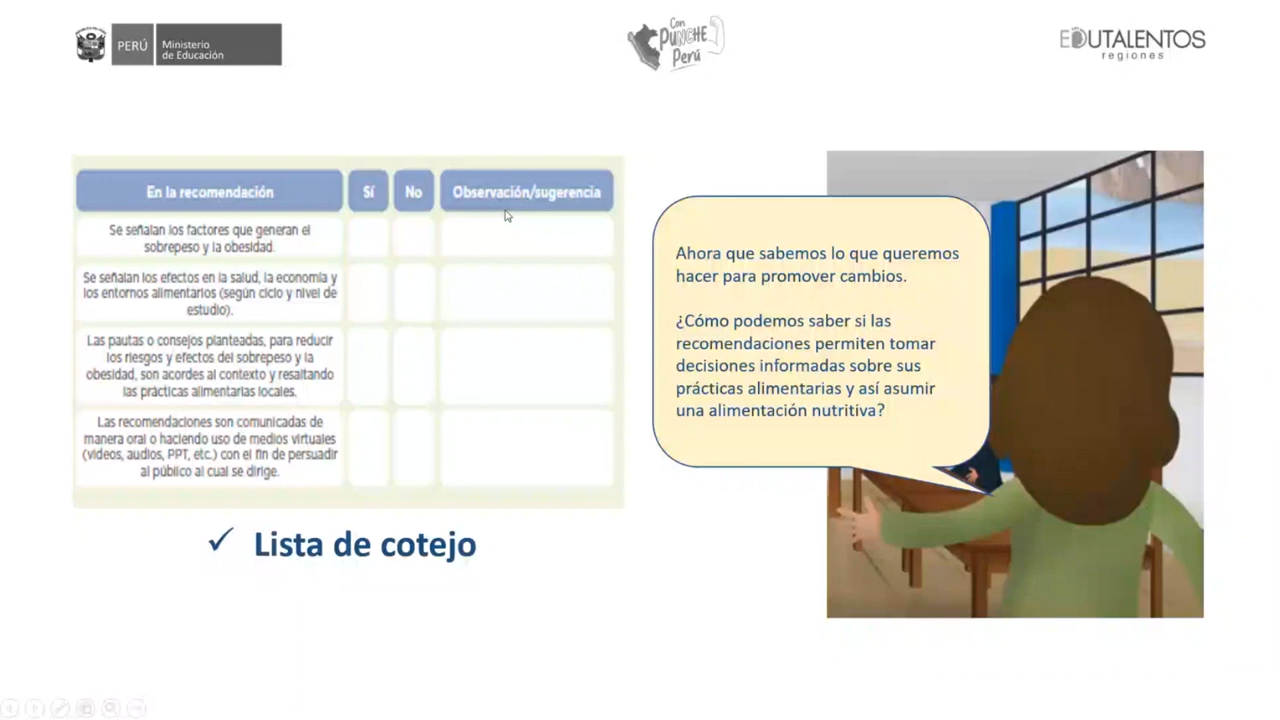 PERÚ
Ministerio
de Educación
Con
PUNCHE
Perú
EDUTALENTOS
regiones
En la recomendación
Sí
No
Observación/sugerencia
Se señalan los factores que generan el
sobrepeso y la obesidad.
Se señalan los efectos en la salud, la economía y
los entornos alimentarios (según ciclo y nivel de
estudio).
Las pautas o consejos planteadas, para reducir
los riesgos y efectos del sobrepeso y la
obesidad, son acordes al contexto y resaltando
las prácticas alimentarias locales.
Las recomendaciones son comunicadas de
manera oral o haciendo uso de medios virtuales
(videos, audios, PPT, etc.) con el fin de persuadir
al público al cual se dirige.
✓ Lista de cotejo
Ahora que sabemos lo que queremos
hacer para promover cambios.
¿Cómo podemos saber si las
recomendaciones permiten tomar
decisiones informadas sobre sus
prácticas alimentarias y así asumir
una alimentación nutritiva?